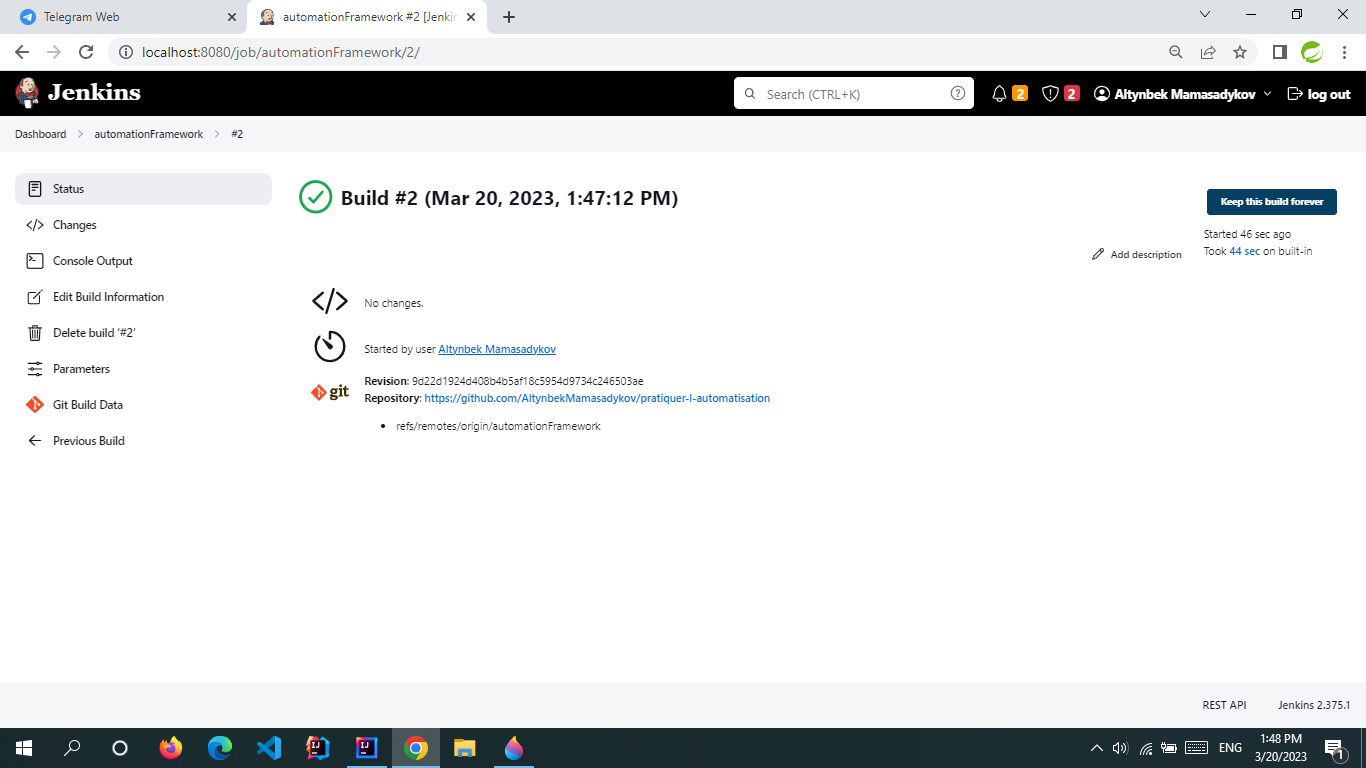 Telegram Web
automationFramework #2 [Jenkin
localhost:8080/job/automationFramework/2/
Jenkins
Search (CTRL+K)
2
2
Altynbek Mamasadykov
log out
Dashboard
automationFramework
#2
Status
Changes
Console Output
Edit Build Information
Delete build ‘#2’
Parameters
Git Build Data
Previous Build
Build #2 (Mar 20, 2023, 1:47:12 PM)
Keep this build forever
Started 46 sec ago
Took 44 sec on built-in
Add description
No changes.
Started by user Altynbek Mamasadykov
git
Revision: 9d22d1924d408b4b5af18c5954d9734c246503ae
Repository: https://github.com/AltynbekMamasadykov/pratiquer-l-automatisation
• refs/remotes/origin/automationFramework
REST API
Jenkins 2.375.1
IJ
IJ
ENG
1:48 PM
3/20/2023
1